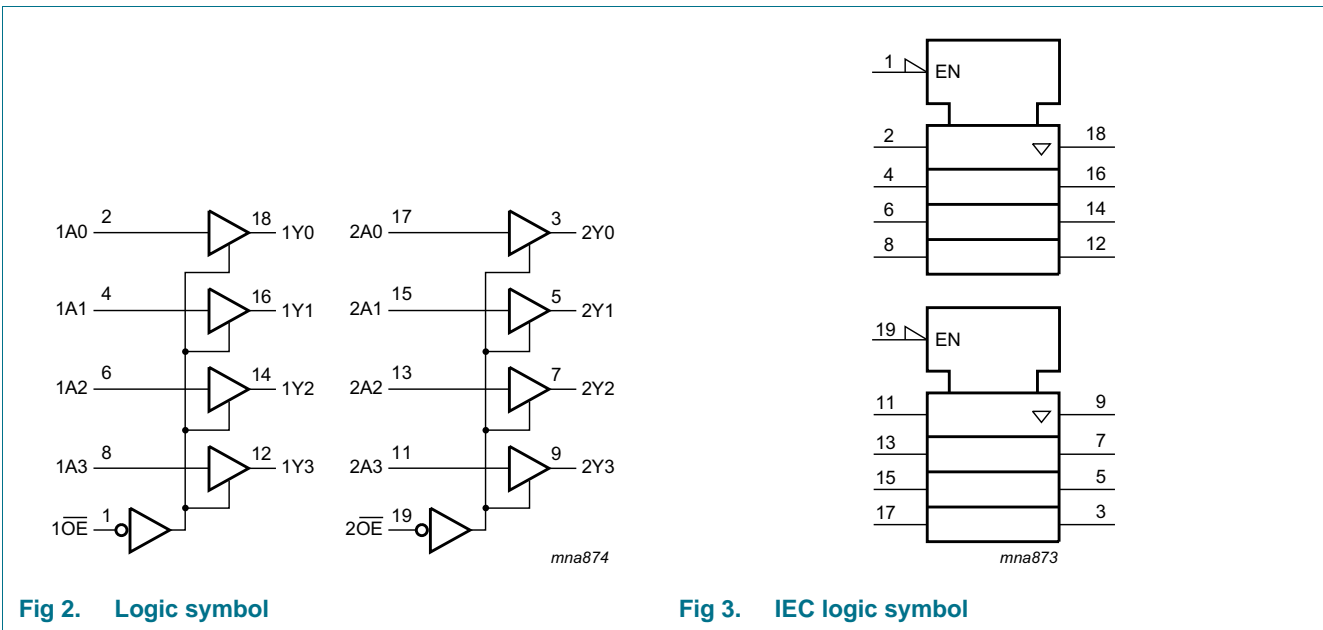 1A0 2 18 1Y0
1A1 4 16 1Y1
1A2 6 14 1Y2
1A3 8 12 1Y3
1O̅E̅ 1
2A0 17 3 2Y0
2A1 15 5 2Y1
2A2 13 7 2Y2
2A3 11 9 2Y3
2O̅E̅ 19
mna874
Fig 2. Logic symbol
1 EN
2 18
4 16
6 14
8 12
19 EN
11 9
13 7
15 5
17 3
mna873
Fig 3. IEC logic symbol